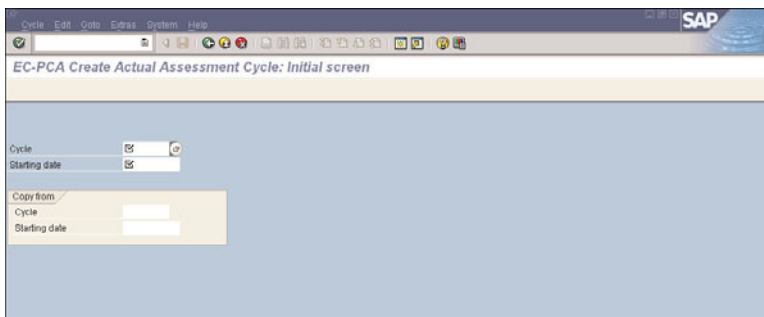 Cycle Edit Goto Extras System Help
SAP
EC-PCA Create Actual Assessment Cycle: Initial screen
Cycle
Starting date
Copy from
Cycle
Starting date